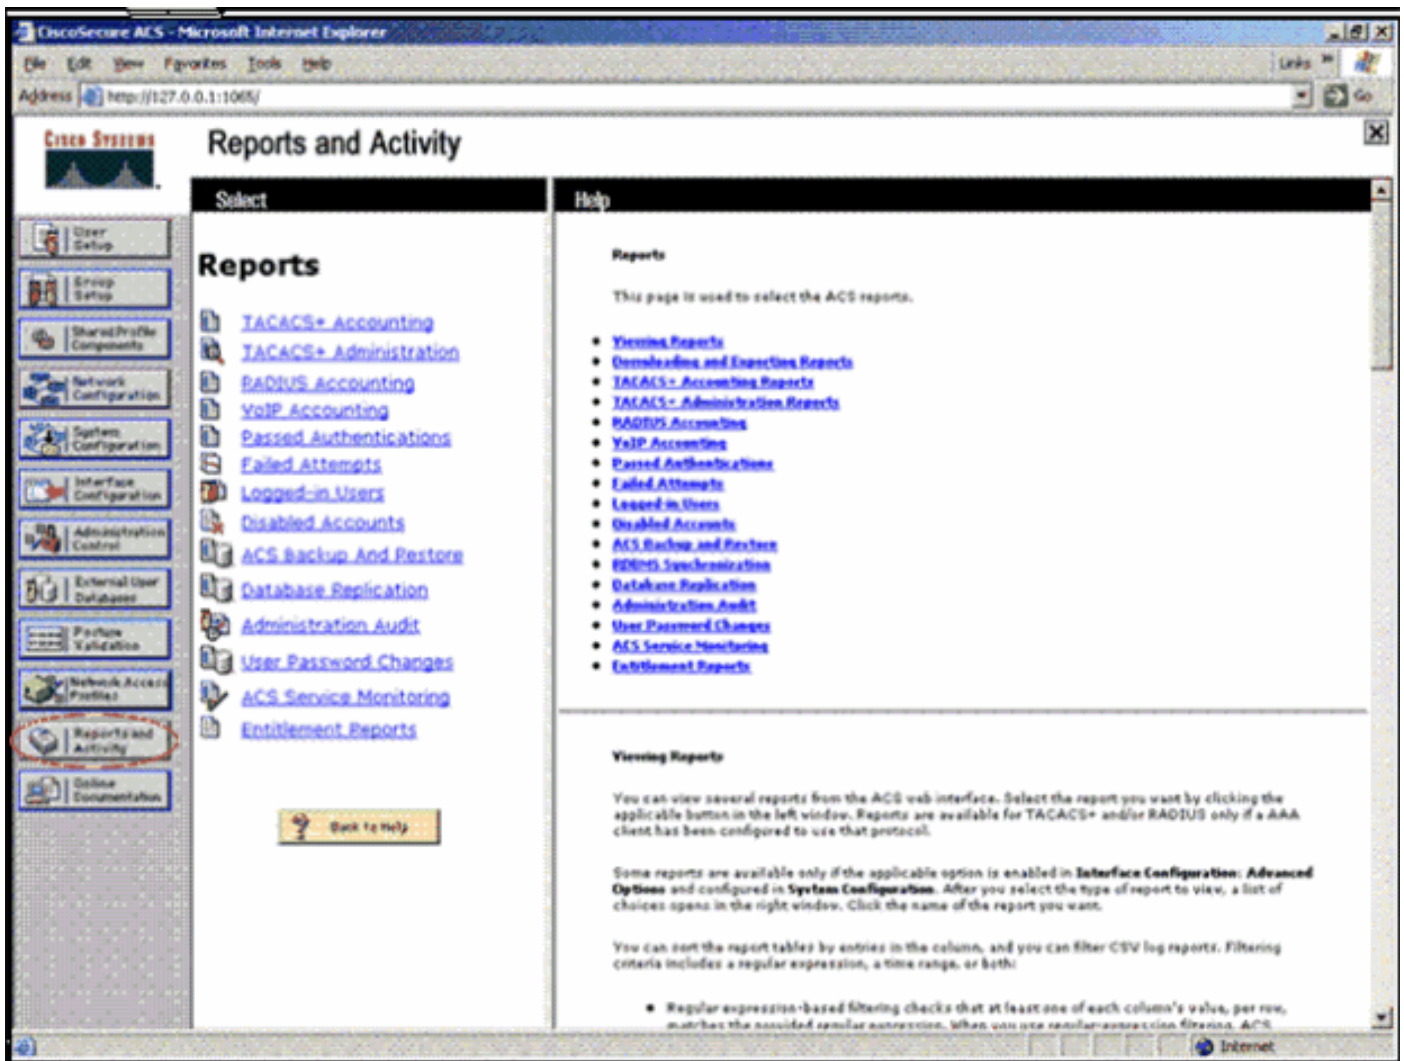 CiscoSecure ACS - Microsoft Internet Explorer
File Edit View Favorites Tools Help
Links »
Address http://127.0.0.1:1065/
Go
CISCO SYSTEMS
Reports and Activity
Select
Help
User Setup
Group Setup
Shared Profile Components
Network Configuration
System Configuration
Interface Configuration
Administration Control
External User Databases
Posture Validation
Network Access Profiles
Reports and Activity
Online Documentation
Reports
TACACS+ Accounting
TACACS+ Administration
RADIUS Accounting
VoIP Accounting
Passed Authentications
Failed Attempts
Logged-in Users
Disabled Accounts
ACS Backup And Restore
Database Replication
Administration Audit
User Password Changes
ACS Service Monitoring
Entitlement Reports
Back to Help
Reports
This page is used to select the ACS reports.
Viewing Reports
Downloading and Exporting Reports
TACACS+ Accounting Reports
TACACS+ Administration Reports
RADIUS Accounting
VoIP Accounting
Passed Authentications
Failed Attempts
Logged-in Users
Disabled Accounts
ACS Backup and Restore
RDBMS Synchronization
Database Replication
Administration Audit
User Password Changes
ACS Service Monitoring
Entitlement Reports
Viewing Reports
You can view several reports from the ACS web interface. Select the report you want by clicking the
applicable button in the left window. Reports are available for TACACS+ and/or RADIUS only if a AAA
client has been configured to use that protocol.
Some reports are available only if the applicable option is enabled in Interface Configuration: Advanced
Options and configured in System Configuration. After you select the type of report to view, a list of
choices opens in the right window. Click the name of the report you want.
You can sort the report tables by entries in the column, and you can filter CSV log reports. Filtering
criteria includes a regular expression, a time range, or both:
Regular expression-based filtering checks that at least one of each column's value, per row,
matches the provided regular expression. When you use regular-expression filtering, ACS
Internet